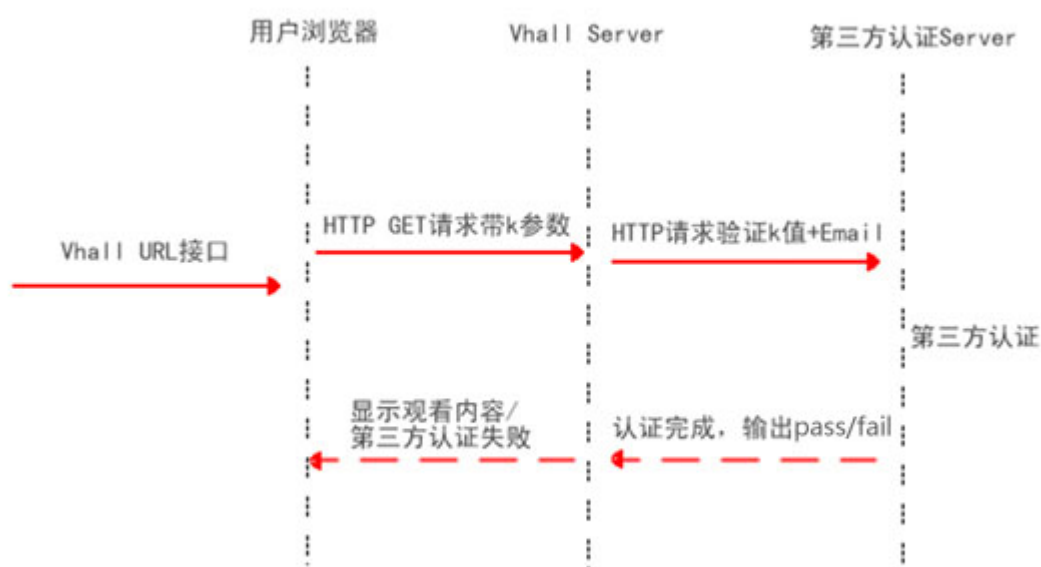 用户浏览器
Vhall Server
第三方认证Server
HTTP GET请求带k参数
HTTP请求验证k值+Email
Vhall URL接口
第三方认证
显示观看内容/
第三方认证失败
认证完成，输出pass/fail